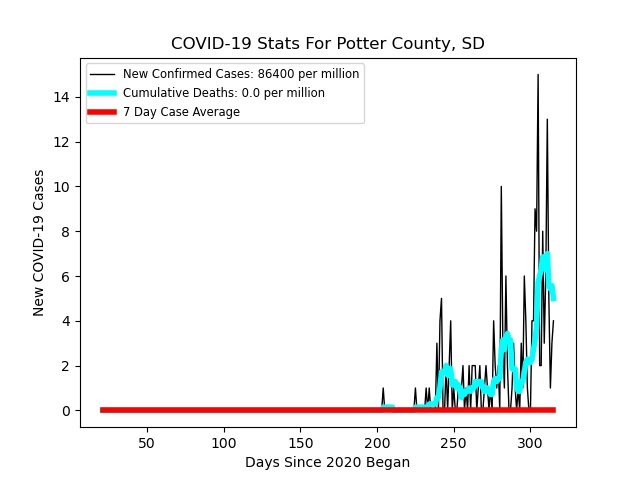 COVID-19 Stats For Potter County, SD
New Confirmed Cases: 86400 per million
Cumulative Deaths: 0.0 per million
7 Day Case Average
14
12
10
8
6
4
2
0
New COVID-19 Cases
50 100 150 200 250 300
Days Since 2020 Began